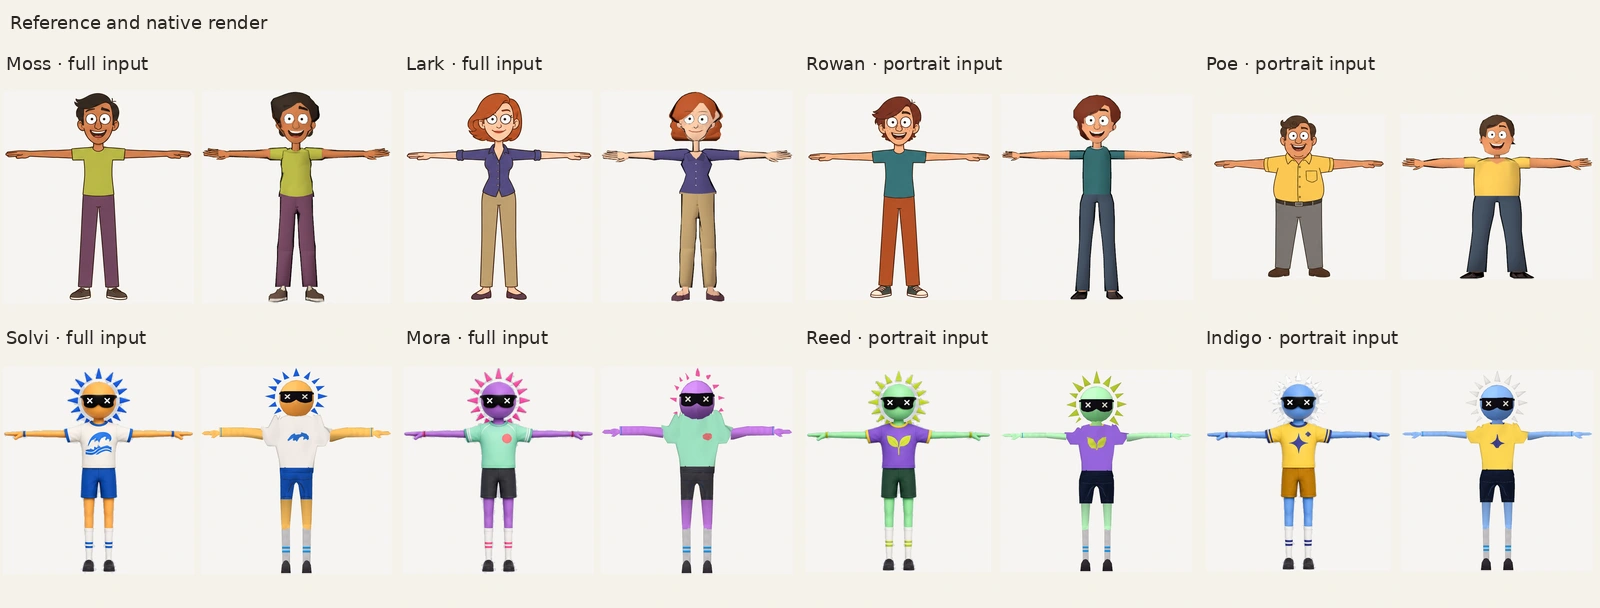 Reference and native render
Moss · full input
Lark · full input
Rowan · portrait input
Poe · portrait input
Solvi · full input
Mora · full input
Reed · portrait input
Indigo · portrait input